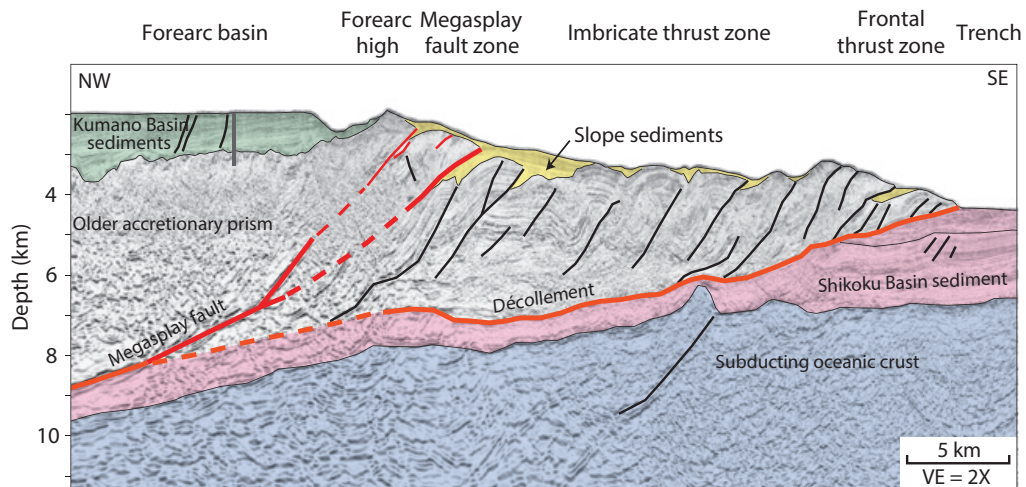 Forearc basin
Forearc
high
Megasplay
fault zone
Imbricate thrust zone
Frontal
thrust zone
Trench
NW
SE
Kumano Basin
sediments
Slope sediments
Older accretionary prism
Depth (km)
4
6
8
10
Megasplay fault
Décollement
Shikoku Basin sediment
Subducting oceanic crust
5 km
VE = 2X